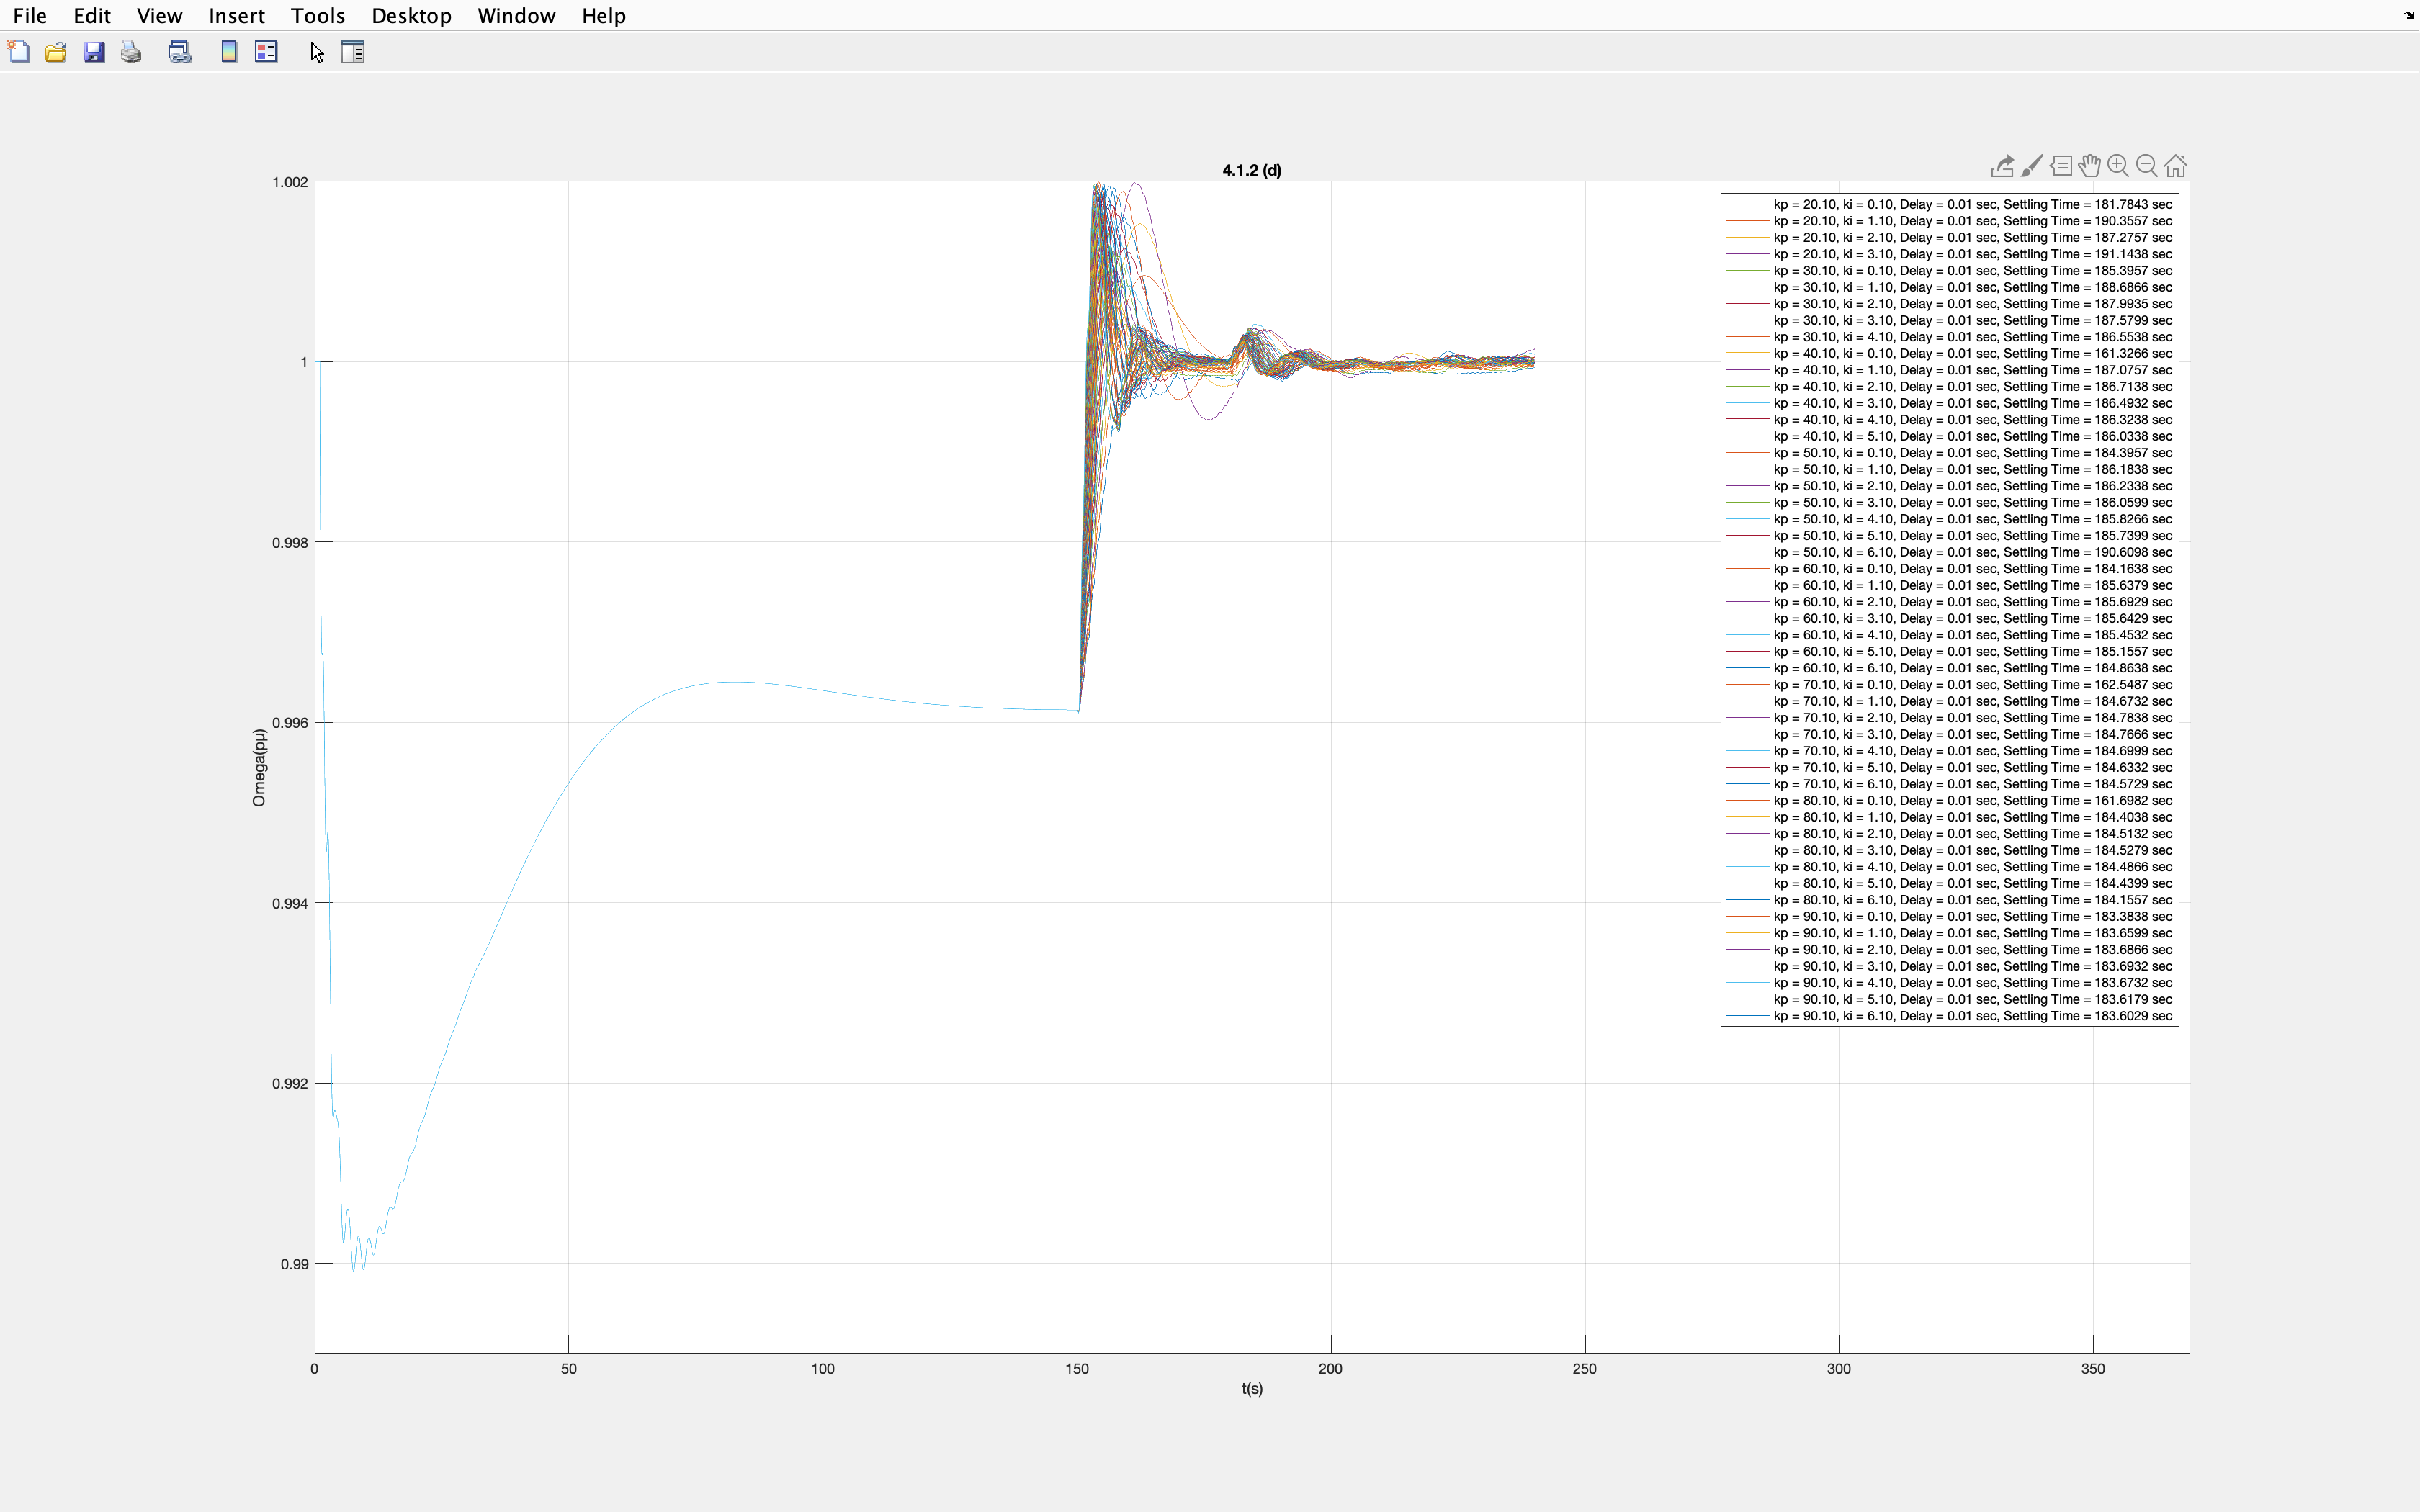 File Edit View Insert Tools Desktop Window Help
4.1.2 (d)
1.002
1
0.998
0.996
0.994
0.992
0.99
Omega(pμ)
0 50 100 150 200 250 300 350
t(s)
kp = 20.10, ki = 0.10, Delay = 0.01 sec, Settling Time = 181.7843 sec
kp = 20.10, ki = 1.10, Delay = 0.01 sec, Settling Time = 190.3557 sec
kp = 20.10, ki = 2.10, Delay = 0.01 sec, Settling Time = 187.2757 sec
kp = 20.10, ki = 3.10, Delay = 0.01 sec, Settling Time = 191.1438 sec
kp = 30.10, ki = 0.10, Delay = 0.01 sec, Settling Time = 185.3957 sec
kp = 30.10, ki = 1.10, Delay = 0.01 sec, Settling Time = 188.6866 sec
kp = 30.10, ki = 2.10, Delay = 0.01 sec, Settling Time = 187.9935 sec
kp = 30.10, ki = 3.10, Delay = 0.01 sec, Settling Time = 187.5799 sec
kp = 30.10, ki = 4.10, Delay = 0.01 sec, Settling Time = 186.5538 sec
kp = 40.10, ki = 0.10, Delay = 0.01 sec, Settling Time = 161.3266 sec
kp = 40.10, ki = 1.10, Delay = 0.01 sec, Settling Time = 187.0757 sec
kp = 40.10, ki = 2.10, Delay = 0.01 sec, Settling Time = 186.7138 sec
kp = 40.10, ki = 3.10, Delay = 0.01 sec, Settling Time = 186.4932 sec
kp = 40.10, ki = 4.10, Delay = 0.01 sec, Settling Time = 186.3238 sec
kp = 40.10, ki = 5.10, Delay = 0.01 sec, Settling Time = 186.0338 sec
kp = 50.10, ki = 0.10, Delay = 0.01 sec, Settling Time = 184.3957 sec
kp = 50.10, ki = 1.10, Delay = 0.01 sec, Settling Time = 186.1838 sec
kp = 50.10, ki = 2.10, Delay = 0.01 sec, Settling Time = 186.2338 sec
kp = 50.10, ki = 3.10, Delay = 0.01 sec, Settling Time = 186.0599 sec
kp = 50.10, ki = 4.10, Delay = 0.01 sec, Settling Time = 185.8266 sec
kp = 50.10, ki = 5.10, Delay = 0.01 sec, Settling Time = 185.7399 sec
kp = 50.10, ki = 6.10, Delay = 0.01 sec, Settling Time = 190.6098 sec
kp = 60.10, ki = 0.10, Delay = 0.01 sec, Settling Time = 184.1638 sec
kp = 60.10, ki = 1.10, Delay = 0.01 sec, Settling Time = 185.6379 sec
kp = 60.10, ki = 2.10, Delay = 0.01 sec, Settling Time = 185.6929 sec
kp = 60.10, ki = 3.10, Delay = 0.01 sec, Settling Time = 185.6429 sec
kp = 60.10, ki = 4.10, Delay = 0.01 sec, Settling Time = 185.4532 sec
kp = 60.10, ki = 5.10, Delay = 0.01 sec, Settling Time = 185.1557 sec
kp = 60.10, ki = 6.10, Delay = 0.01 sec, Settling Time = 184.8638 sec
kp = 70.10, ki = 0.10, Delay = 0.01 sec, Settling Time = 162.5487 sec
kp = 70.10, ki = 1.10, Delay = 0.01 sec, Settling Time = 184.6732 sec
kp = 70.10, ki = 2.10, Delay = 0.01 sec, Settling Time = 184.7838 sec
kp = 70.10, ki = 3.10, Delay = 0.01 sec, Settling Time = 184.7666 sec
kp = 70.10, ki = 4.10, Delay = 0.01 sec, Settling Time = 184.6999 sec
kp = 70.10, ki = 5.10, Delay = 0.01 sec, Settling Time = 184.6332 sec
kp = 70.10, ki = 6.10, Delay = 0.01 sec, Settling Time = 184.5729 sec
kp = 80.10, ki = 0.10, Delay = 0.01 sec, Settling Time = 161.6982 sec
kp = 80.10, ki = 1.10, Delay = 0.01 sec, Settling Time = 184.4038 sec
kp = 80.10, ki = 2.10, Delay = 0.01 sec, Settling Time = 184.5132 sec
kp = 80.10, ki = 3.10, Delay = 0.01 sec, Settling Time = 184.5279 sec
kp = 80.10, ki = 4.10, Delay = 0.01 sec, Settling Time = 184.4866 sec
kp = 80.10, ki = 5.10, Delay = 0.01 sec, Settling Time = 184.4399 sec
kp = 80.10, ki = 6.10, Delay = 0.01 sec, Settling Time = 184.1557 sec
kp = 90.10, ki = 0.10, Delay = 0.01 sec, Settling Time = 183.3838 sec
kp = 90.10, ki = 1.10, Delay = 0.01 sec, Settling Time = 183.6599 sec
kp = 90.10, ki = 2.10, Delay = 0.01 sec, Settling Time = 183.6866 sec
kp = 90.10, ki = 3.10, Delay = 0.01 sec, Settling Time = 183.6932 sec
kp = 90.10, ki = 4.10, Delay = 0.01 sec, Settling Time = 183.6732 sec
kp = 90.10, ki = 5.10, Delay = 0.01 sec, Settling Time = 183.6179 sec
kp = 90.10, ki = 6.10, Delay = 0.01 sec, Settling Time = 183.6029 sec